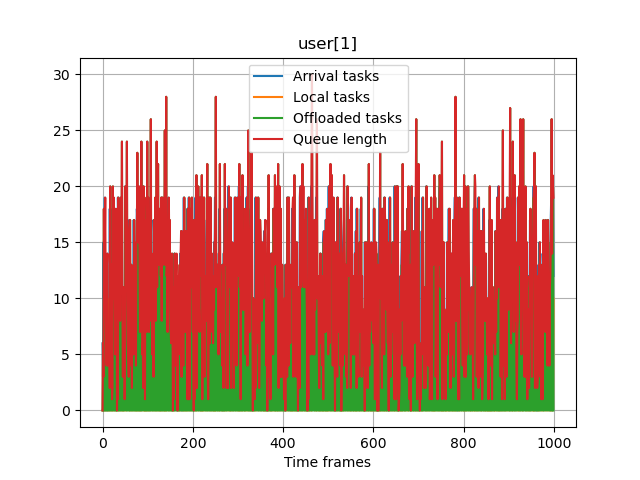 user[1]
Arrival tasks
Local tasks
Offloaded tasks
Queue length
30
25
20
15
10
5
0
0 200 400 600 800 1000
Time frames